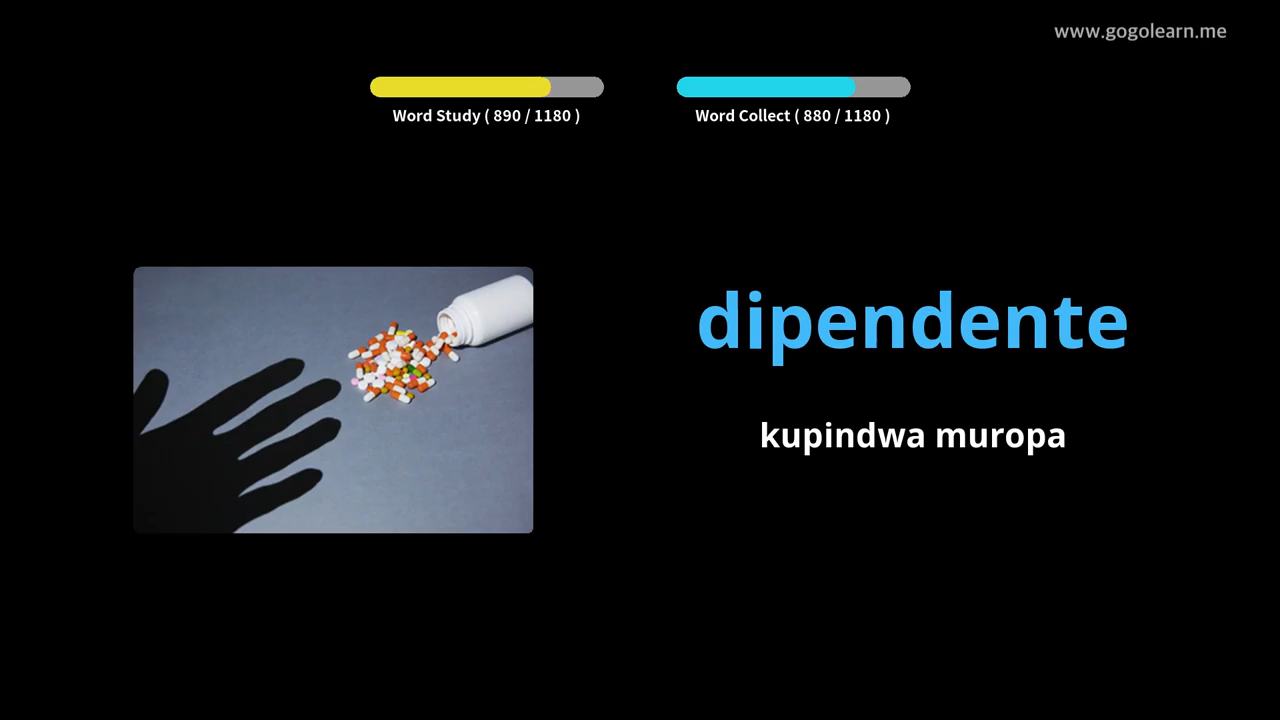 www.gogolearn.me
Word Study ( 890 / 1180 )
Word Collect ( 880 / 1180 )
dipendente
kupindwa muropa